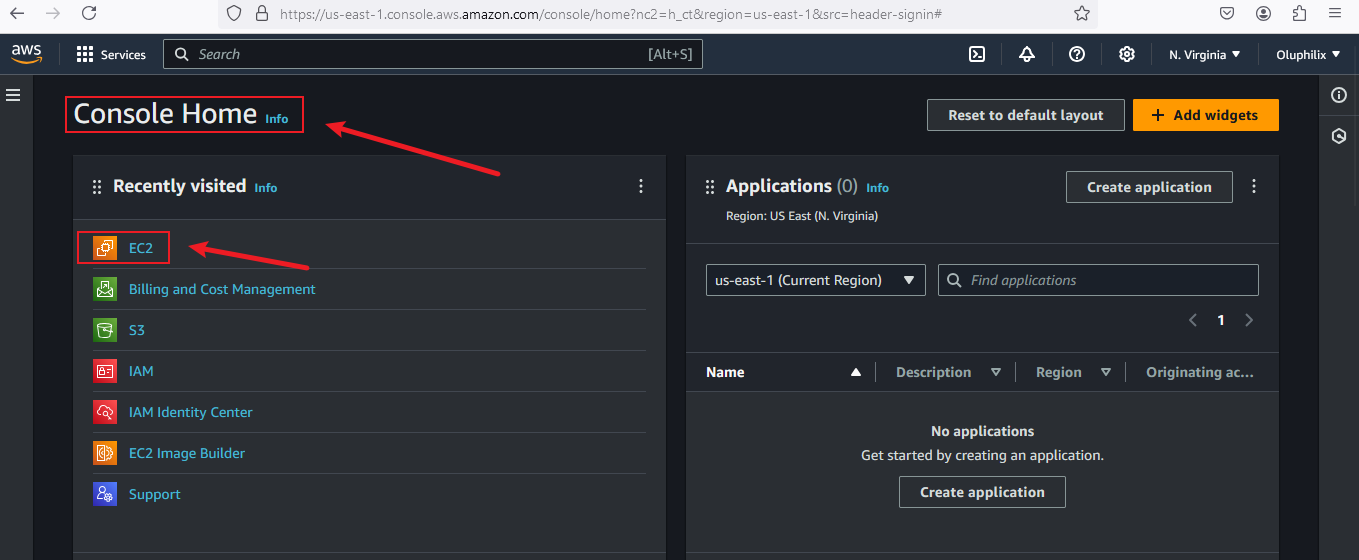 https://us-east-1.console.aws.amazon.com/console/home?nc2=h_ct&region=us-east-1&src=header-signin#
aws
Services
Search
[Alt+S]
N. Virginia
Oluphilix
Console Home Info
Reset to default layout
Add widgets
Recently visited Info
EC2
Billing and Cost Management
S3
IAM
IAM Identity Center
EC2 Image Builder
Support
Applications (0) Info
Create application
Region: US East (N. Virginia)
us-east-1 (Current Region)
Find applications
1
Name
Description
Region
Originating ac...
No applications
Get started by creating an application.
Create application